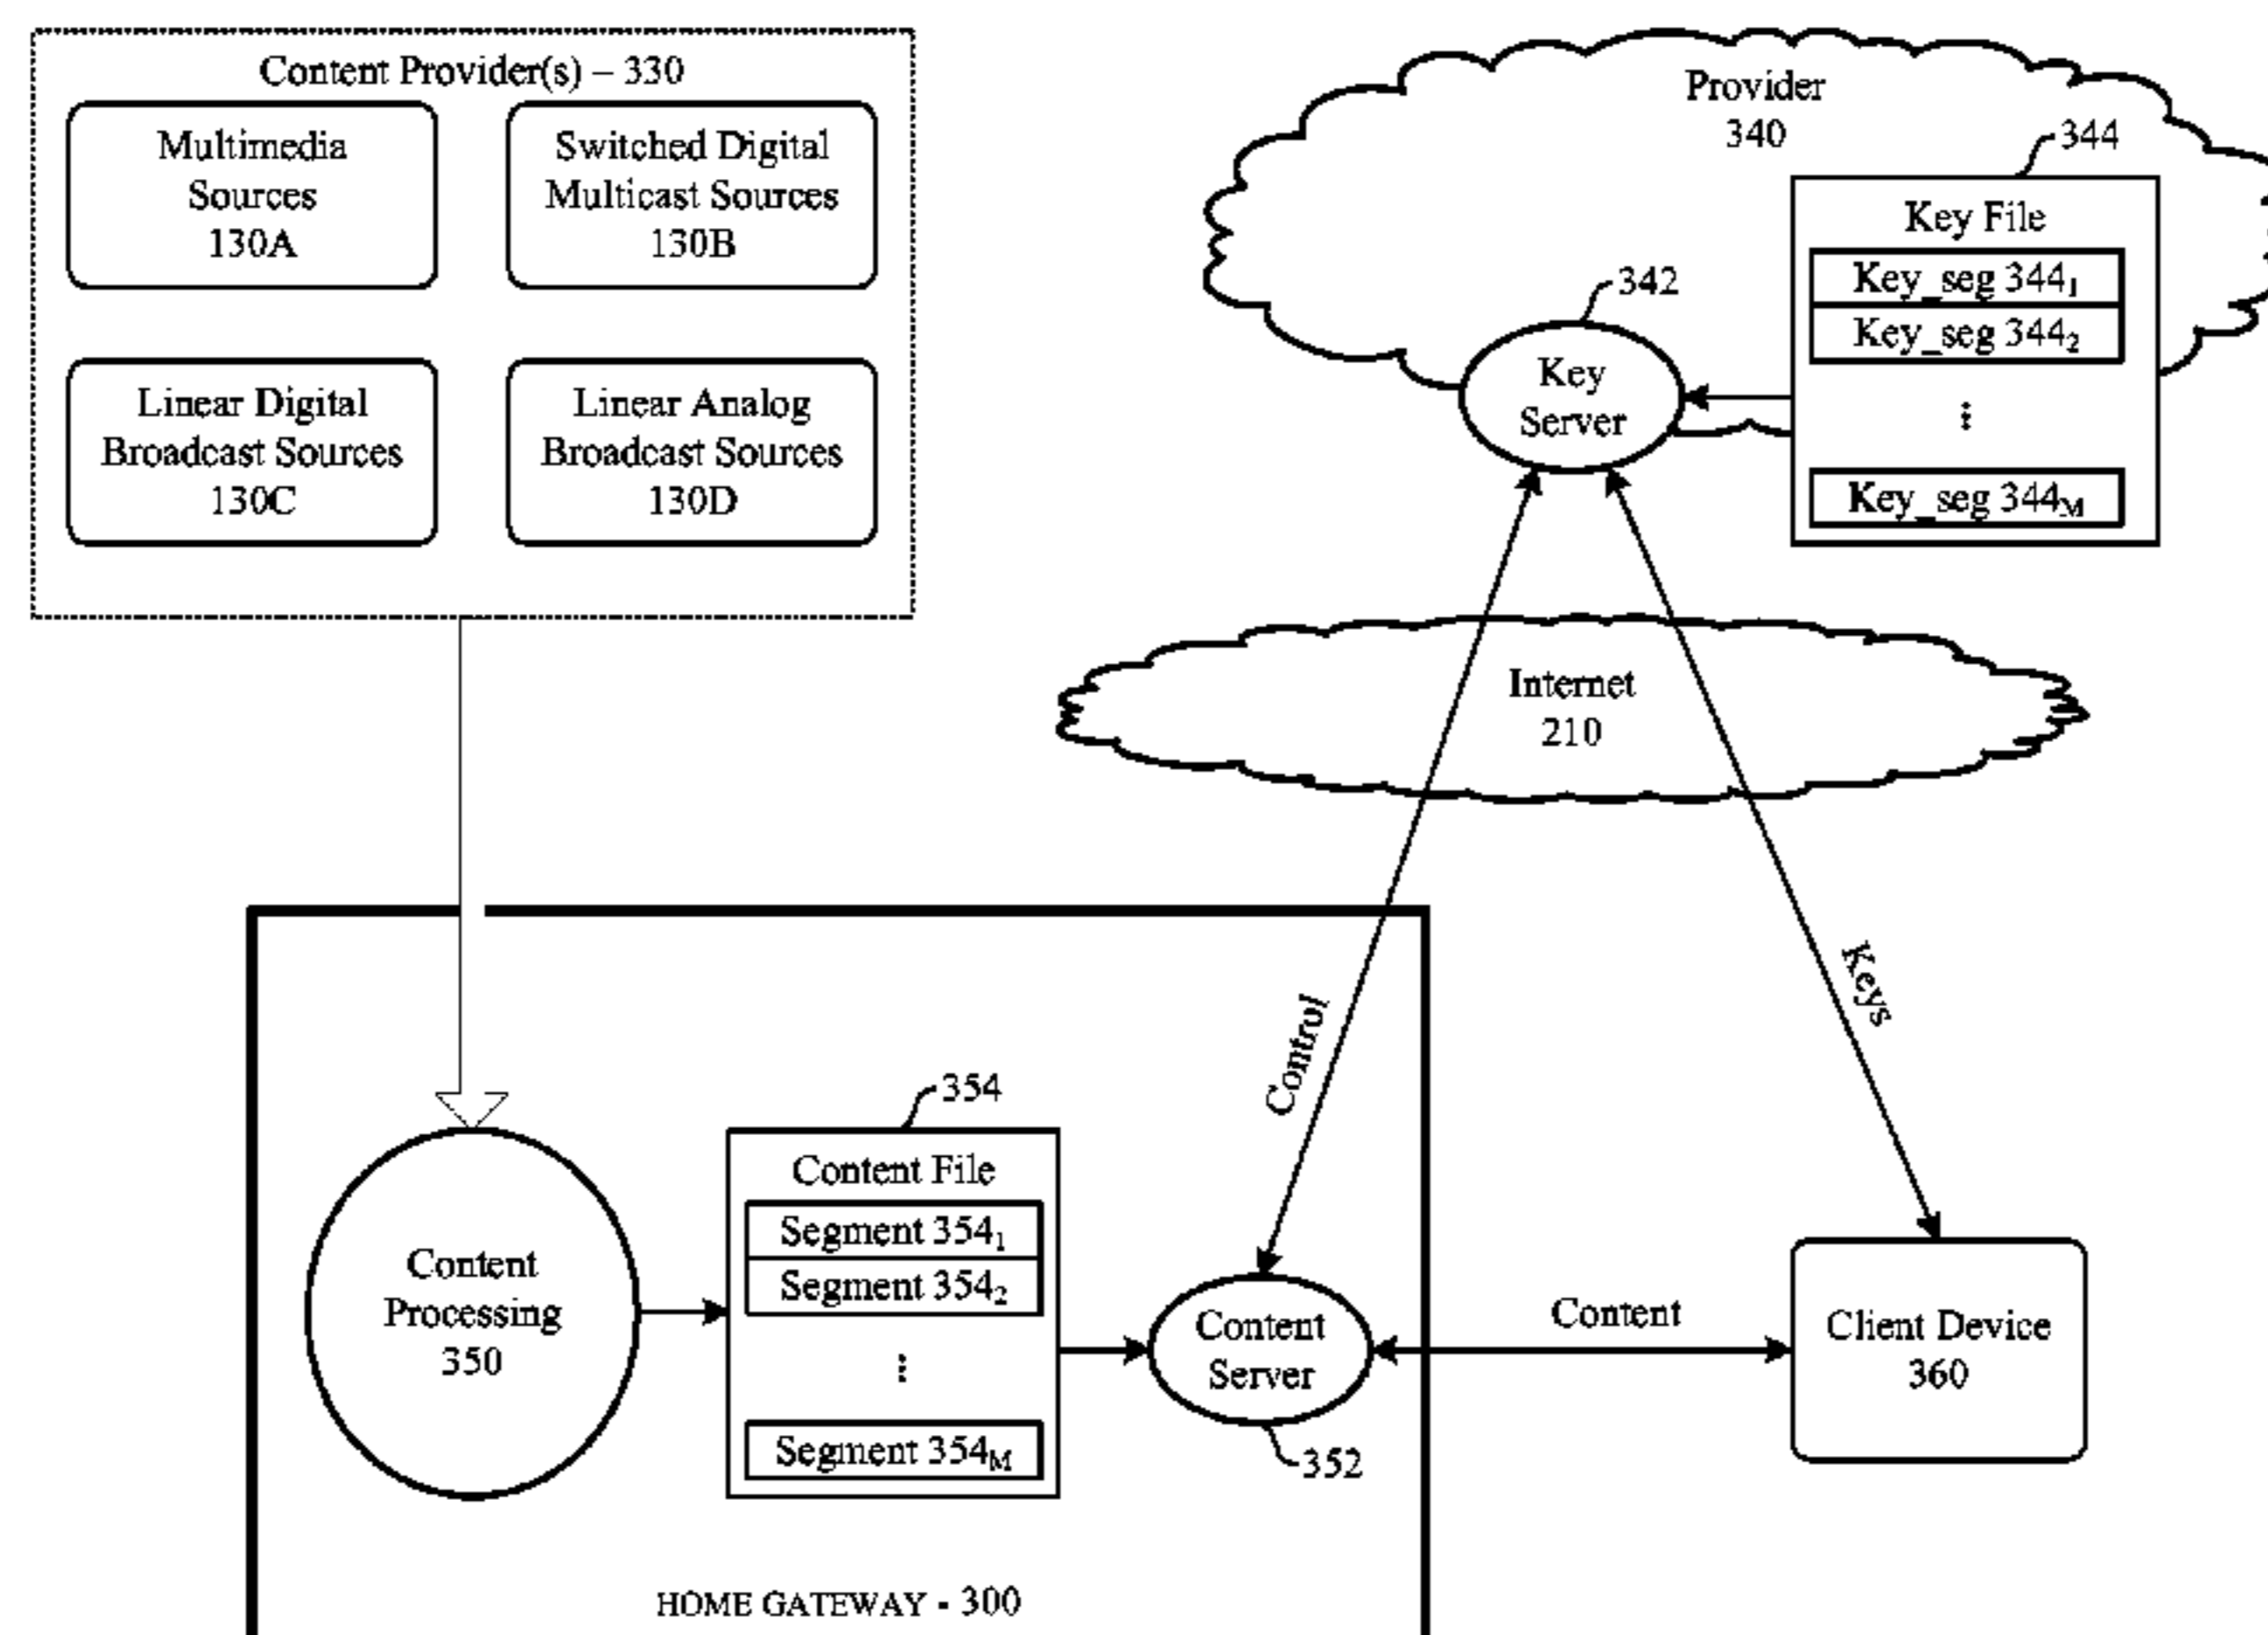 Content Provider(s) – 330
Multimedia
Sources
130A
Switched Digital
Multicast Sources
130B
Linear Digital
Broadcast Sources
130C
Linear Analog
Broadcast Sources
130D
Provider
340
344
Key File
Key_seg 344₁
Key_seg 344₂
⋮
Key_seg 344M
342
Key
Server
Internet
210
Control
Keys
354
Content File
Segment 354₁
Segment 354₂
⋮
Segment 354M
Content
Processing
350
Content
Server
352
Content
Client Device
360
HOME GATEWAY - 300